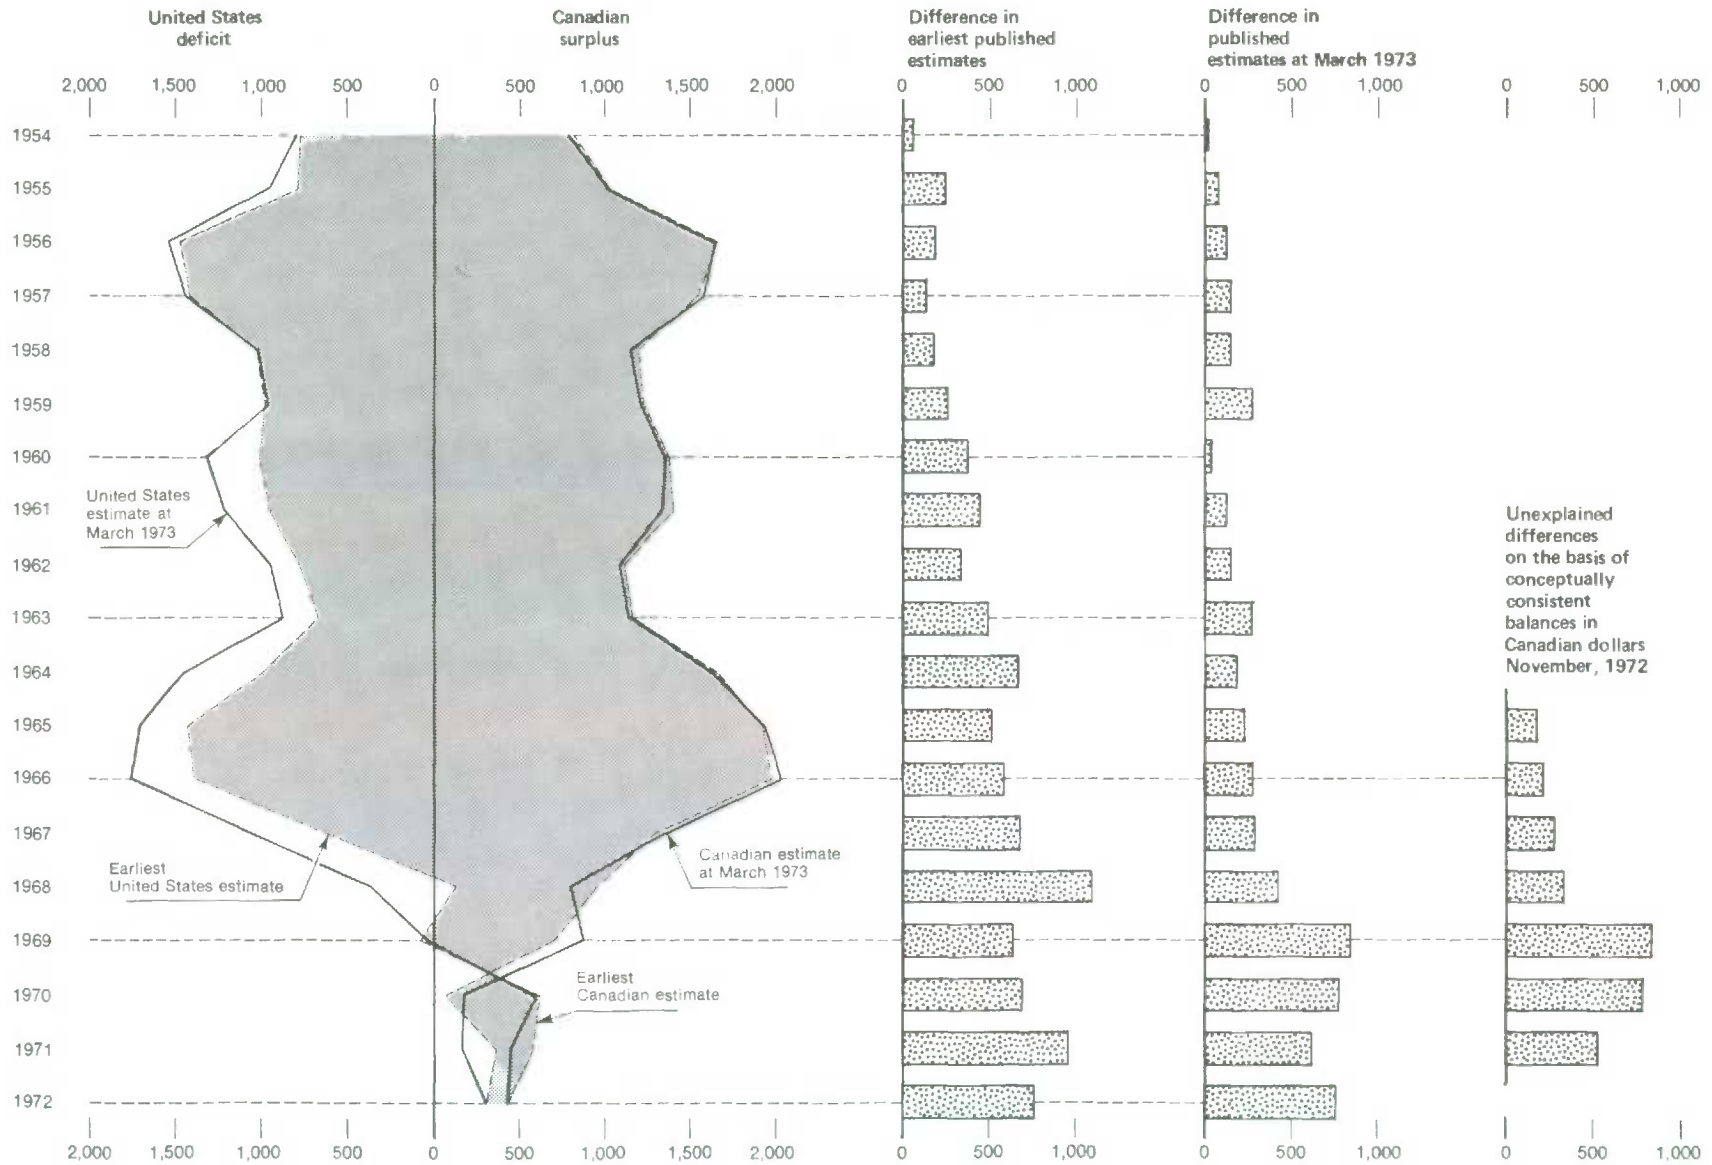 United States
deficit
Canadian
surplus
Difference in
earliest published
estimates
Difference in
published
estimates at March 1973
2,000 1,500 1,000 500 0 500 1,000 1,500 2,000
0 500 1,000
0 500 1,000
0 500 1,000
1954
1955
1956
1957
1958
1959
1960
1961
1962
1963
1964
1965
1966
1967
1968
1969
1970
1971
1972
United States
estimate at
March 1973
Earliest
United States estimate
Canadian estimate
at March 1973
Earliest
Canadian estimate
Unexplained
differences
on the basis of
conceptually
consistent
balances in
Canadian dollars
November, 1972
2,000 1,500 1,000 500 0 500 1,000 1,500 2,000
0 500 1,000
0 500 1,000
0 500 1,000